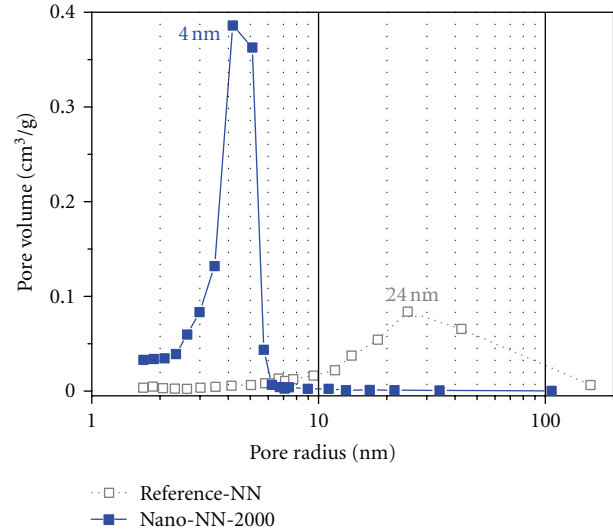 0.4
0.3
0.2
0.1
0
Pore volume (cm³/g)
4 nm
24 nm
1
10
100
Pore radius (nm)
Reference-NN
Nano-NN-2000